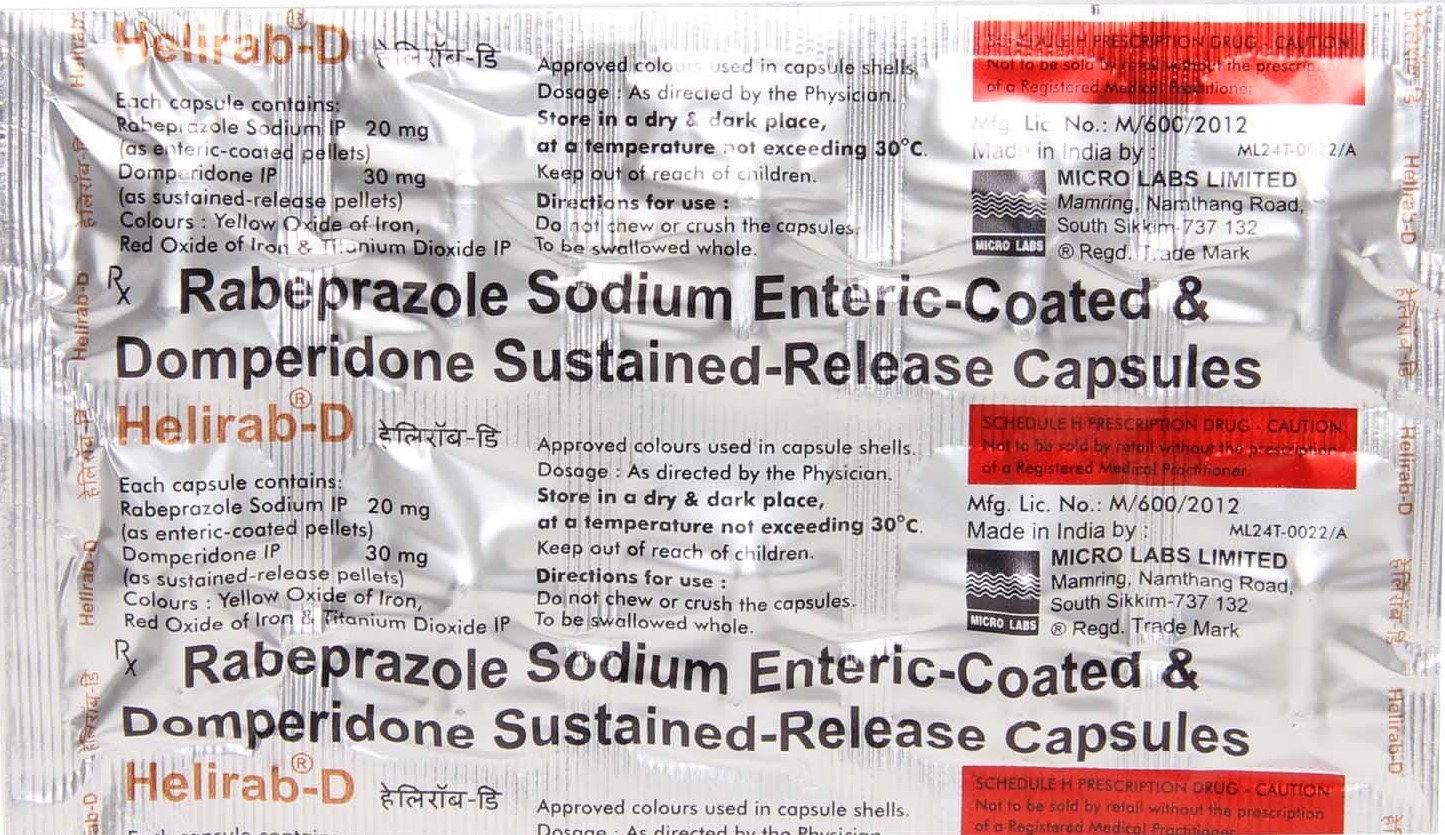 Helirab®-D हेलिरॅब-डि
Each capsule contains:
Rabeprazole Sodium IP 20 mg
(as enteric-coated pellets)
Domperidone IP 30 mg
(as sustained-release pellets)
Colours : Yellow Oxide of Iron,
Red Oxide of Iron & Titanium Dioxide IP
Approved colours used in capsule shells.
Dosage : As directed by the Physician.
Store in a dry & dark place,
at a temperature not exceeding 30°C.
Keep out of reach of children.
Directions for use :
Do not chew or crush the capsules.
To be swallowed whole.
SCHEDULE H PRESCRIPTION DRUG - CAUTION
Not to be sold by retail without the
of a Registered Medical Practitioner
Mfg. Lic. No.: M/600/2012
Made in India by : ML24T-0022/A
MICRO LABS LIMITED
Mamring, Namthang Road,
South Sikkim-737 132
MICRO LABS
® Regd. Trade Mark
Rx Rabeprazole Sodium Enteric-Coated &
Domperidone Sustained-Release Capsules
Helirab®-D हेलिरॅब-डि
Each capsule contains:
Rabeprazole Sodium IP 20 mg
(as enteric-coated pellets)
Domperidone IP 30 mg
(as sustained-release pellets)
Colours : Yellow Oxide of Iron,
Red Oxide of Iron & Titanium Dioxide IP
Approved colours used in capsule shells.
Dosage : As directed by the Physician.
Store in a dry & dark place,
at a temperature not exceeding 30°C.
Keep out of reach of children.
Directions for use :
Do not chew or crush the capsules.
To be swallowed whole.
SCHEDULE H PRESCRIPTION DRUG - CAUTION
Not to be sold by retail without the prescription
of a Registered Medical Practitioner.
Mfg. Lic. No.: M/600/2012
Made in India by : ML24T-0022/A
MICRO LABS LIMITED
Mamring, Namthang Road,
South Sikkim-737 132
MICRO LABS
® Regd. Trade Mark
Rx Rabeprazole Sodium Enteric-Coated &
Domperidone Sustained-Release Capsules
Helirab®-D हेलिरॅब-डि
Approved colours used in capsule shells.
Dosage : As directed by the Physician.
SCHEDULE H PRESCRIPTION DRUG - CAUTION
Not to be sold by retail without the prescription
of a Registered Medical Practitioner.
हेलिरॅब-डि
Helirab-D
हेलिरॅब-डि
Helirab-D
हेलिरॅब-डि
Helirab-D
हेलिरॅब-डि
Helirab-D
हेलिरॅब-डि
Helirab-D